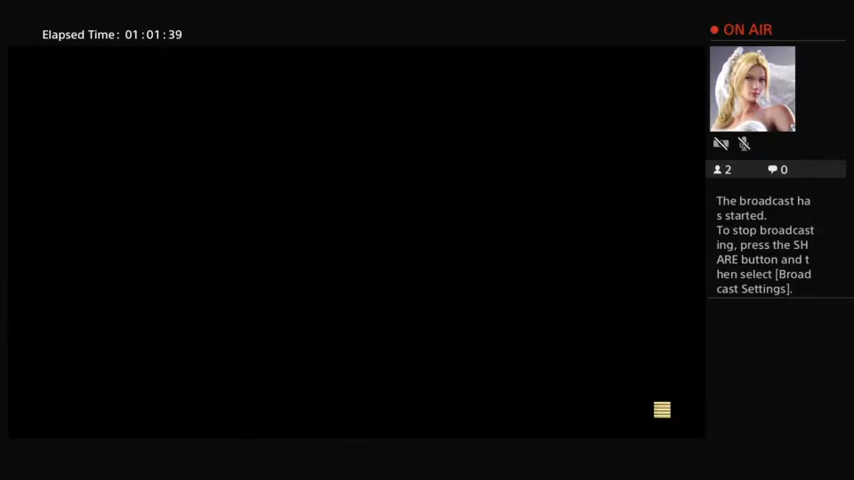 Elapsed Time: 01:01:39
ON AIR
2 0
The broadcast ha
s started.
To stop broadcast
ing, press the SH
ARE button and t
hen select [Broad
cast Settings].